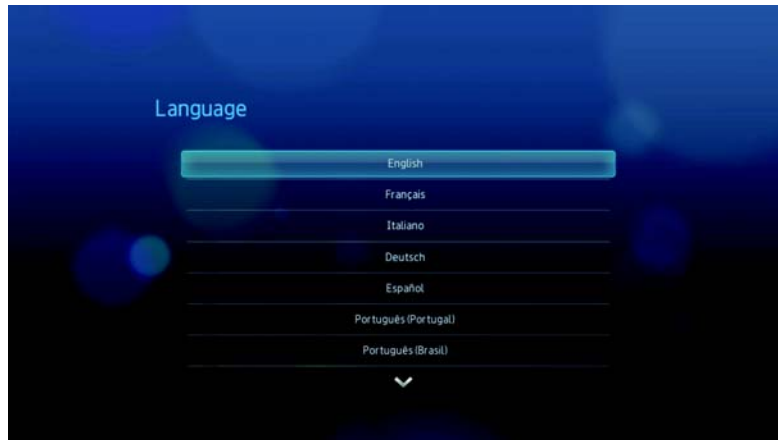 Language
English
Français
Italiano
Deutsch
Español
Português (Portugal)
Português (Brasil)